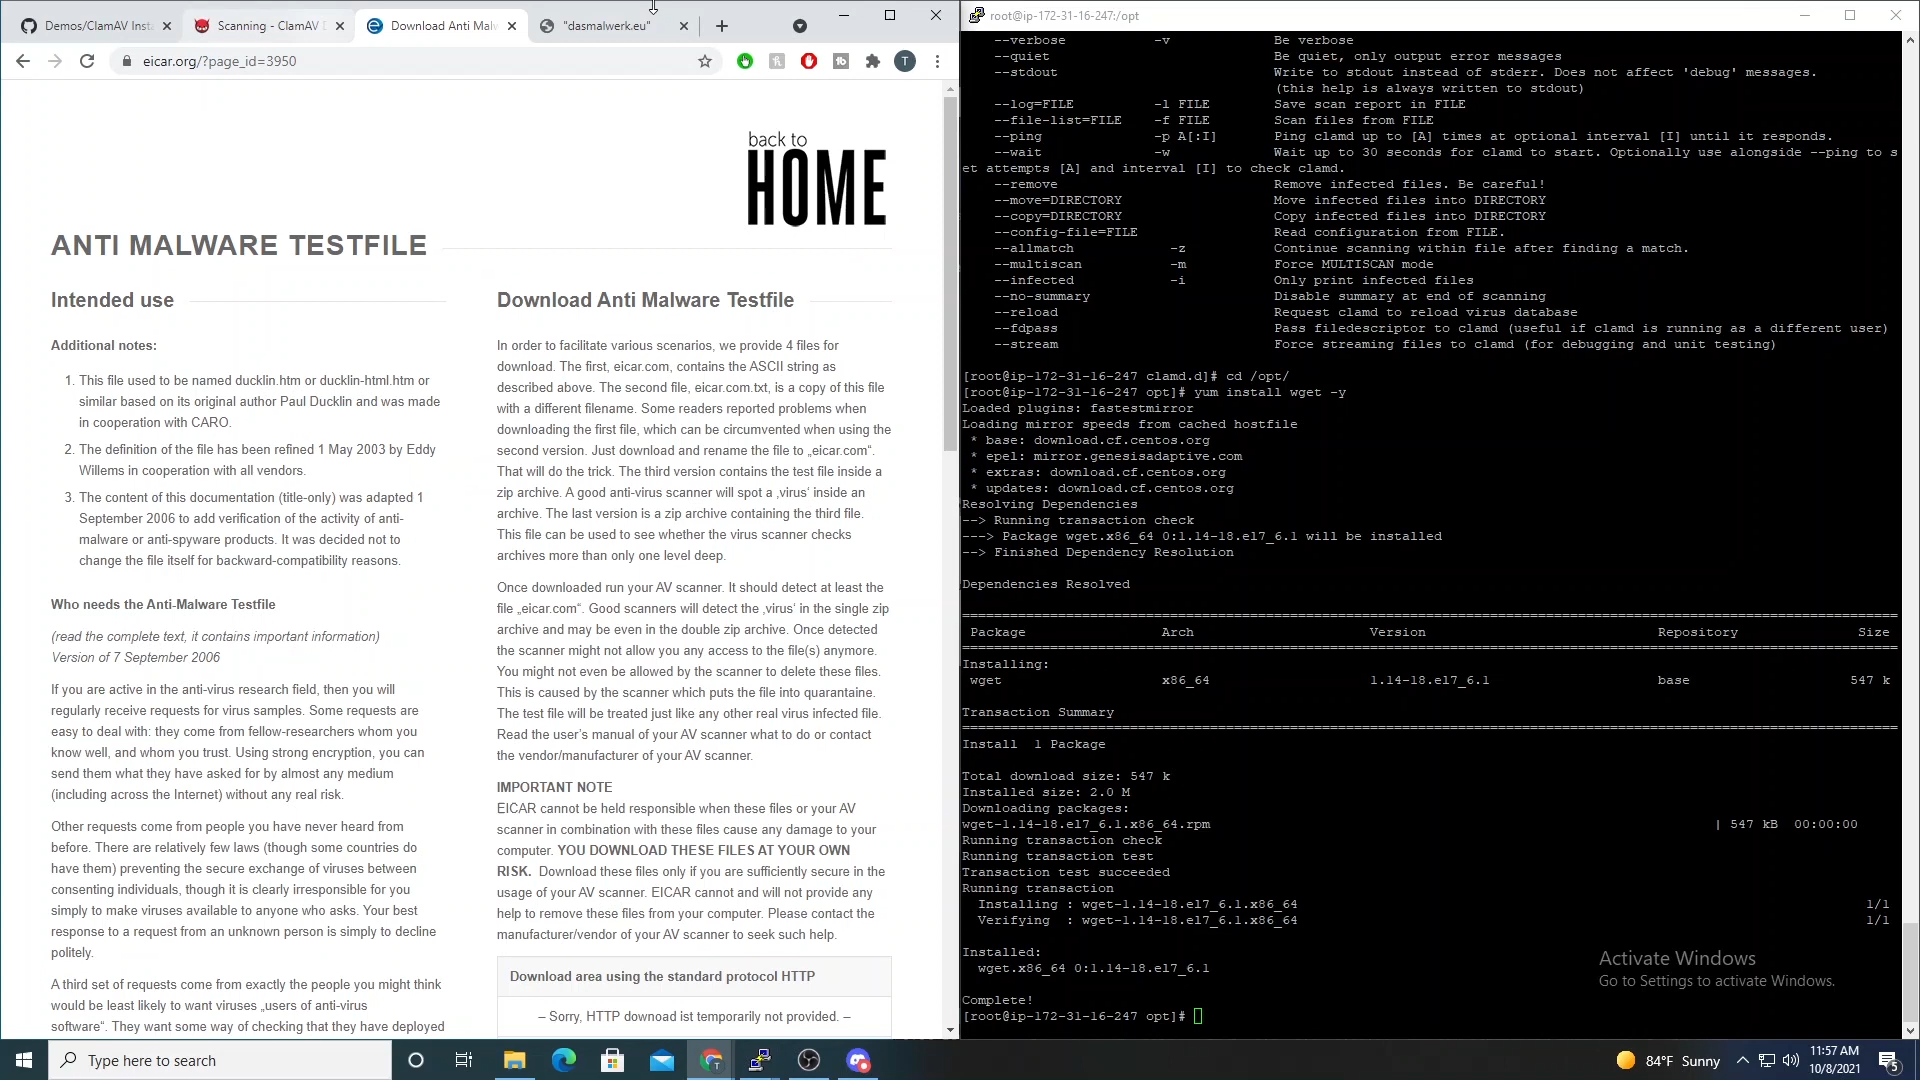 Demos/ClamAV Insta
Scanning - ClamAV D
Download Anti Malw
"dasmalwerk.eu"
eicar.org/?page_id=3950
T
back to
HOME
ANTI MALWARE TESTFILE
Intended use
Additional notes:
1. This file used to be named ducklin.htm or ducklin-html.htm or
similar based on its original author Paul Ducklin and was made
in cooperation with CARO.
2. The definition of the file has been refined 1 May 2003 by Eddy
Willems in cooperation with all vendors.
3. The content of this documentation (title-only) was adapted 1
September 2006 to add verification of the activity of anti-
malware or anti-spyware products. It was decided not to
change the file itself for backward-compatibility reasons.
Who needs the Anti-Malware Testfile
(read the complete text, it contains important information)
Version of 7 September 2006
If you are active in the anti-virus research field, then you will
regularly receive requests for virus samples. Some requests are
easy to deal with: they come from fellow-researchers whom you
know well, and whom you trust. Using strong encryption, you can
send them what they have asked for by almost any medium
(including across the Internet) without any real risk.
Other requests come from people you have never heard from
before. There are relatively few laws (though some countries do
have them) preventing the secure exchange of viruses between
consenting individuals, though it is clearly irresponsible for you
simply to make viruses available to anyone who asks. Your best
response to a request from an unknown person is simply to decline
politely.
A third set of requests come from exactly the people you might think
would be least likely to want viruses „users of anti-virus
software“. They want some way of checking that they have deployed
Download Anti Malware Testfile
In order to facilitate various scenarios, we provide 4 files for
download. The first, eicar.com, contains the ASCII string as
described above. The second file, eicar.com.txt, is a copy of this file
with a different filename. Some readers reported problems when
downloading the first file, which can be circumvented when using the
second version. Just download and rename the file to „eicar.com“.
That will do the trick. The third version contains the test file inside a
zip archive. A good anti-virus scanner will spot a ‚virus‘ inside an
archive. The last version is a zip archive containing the third file.
This file can be used to see whether the virus scanner checks
archives more than only one level deep.
Once downloaded run your AV scanner. It should detect at least the
file „eicar.com“. Good scanners will detect the ‚virus‘ in the single zip
archive and may be even in the double zip archive. Once detected
the scanner might not allow you any access to the file(s) anymore.
You might not even be allowed by the scanner to delete these files.
This is caused by the scanner which puts the file into quarantaine.
The test file will be treated just like any other real virus infected file.
Read the user's manual of your AV scanner what to do or contact
the vendor/manufacturer of your AV scanner.
IMPORTANT NOTE
EICAR cannot be held responsible when these files or your AV
scanner in combination with these files cause any damage to your
computer. YOU DOWNLOAD THESE FILES AT YOUR OWN
RISK. Download these files only if you are sufficiently secure in the
usage of your AV scanner. EICAR cannot and will not provide any
help to remove these files from your computer. Please contact the
manufacturer/vendor of your AV scanner to seek such help.
Download area using the standard protocol HTTP
– Sorry, HTTP downoad ist temporarily not provided. –
root@ip-172-31-16-247:/opt
--verbose -v Be verbose
--quiet Be quiet, only output error messages
--stdout Write to stdout instead of stderr. Does not affect 'debug' messages.
(this help is always written to stdout)
--log=FILE -l FILE Save scan report in FILE
--file-list=FILE -f FILE Scan files from FILE
--ping -p A[:I] Ping clamd up to [A] times at optional interval [I] until it responds.
--wait -w Wait up to 30 seconds for clamd to start. Optionally use alongside --ping to s
et attempts [A] and interval [I] to check clamd.
--remove Remove infected files. Be careful!
--move=DIRECTORY Move infected files into DIRECTORY
--copy=DIRECTORY Copy infected files into DIRECTORY
--config-file=FILE Read configuration from FILE.
--allmatch -z Continue scanning within file after finding a match.
--multiscan -m Force MULTISCAN mode
--infected -i Only print infected files
--no-summary Disable summary at end of scanning
--reload Request clamd to reload virus database
--fdpass Pass filedescriptor to clamd (useful if clamd is running as a different user)
--stream Force streaming files to clamd (for debugging and unit testing)
[root@ip-172-31-16-247 clamd.d]# cd /opt/
[root@ip-172-31-16-247 opt]# yum install wget -y
Loaded plugins: fastestmirror
Loading mirror speeds from cached hostfile
* base: download.cf.centos.org
* epel: mirror.genesisadaptive.com
* extras: download.cf.centos.org
* updates: download.cf.centos.org
Resolving Dependencies
--> Running transaction check
---> Package wget.x86_64 0:1.14-18.el7_6.1 will be installed
--> Finished Dependency Resolution
Dependencies Resolved
Package Arch Version Repository Size
Installing:
wget x86_64 1.14-18.el7_6.1 base 547 k
Transaction Summary
Install 1 Package
Total download size: 547 k
Installed size: 2.0 M
Downloading packages:
wget-1.14-18.el7_6.1.x86_64.rpm | 547 kB 00:00:00
Running transaction check
Running transaction test
Transaction test succeeded
Running transaction
Installing : wget-1.14-18.el7_6.1.x86_64 1/1
Verifying : wget-1.14-18.el7_6.1.x86_64 1/1
Installed:
wget.x86_64 0:1.14-18.el7_6.1
Complete!
[root@ip-172-31-16-247 opt]#
Activate Windows
Go to Settings to activate Windows.
Type here to search
84°F Sunny
11:57 AM
10/8/2021
5